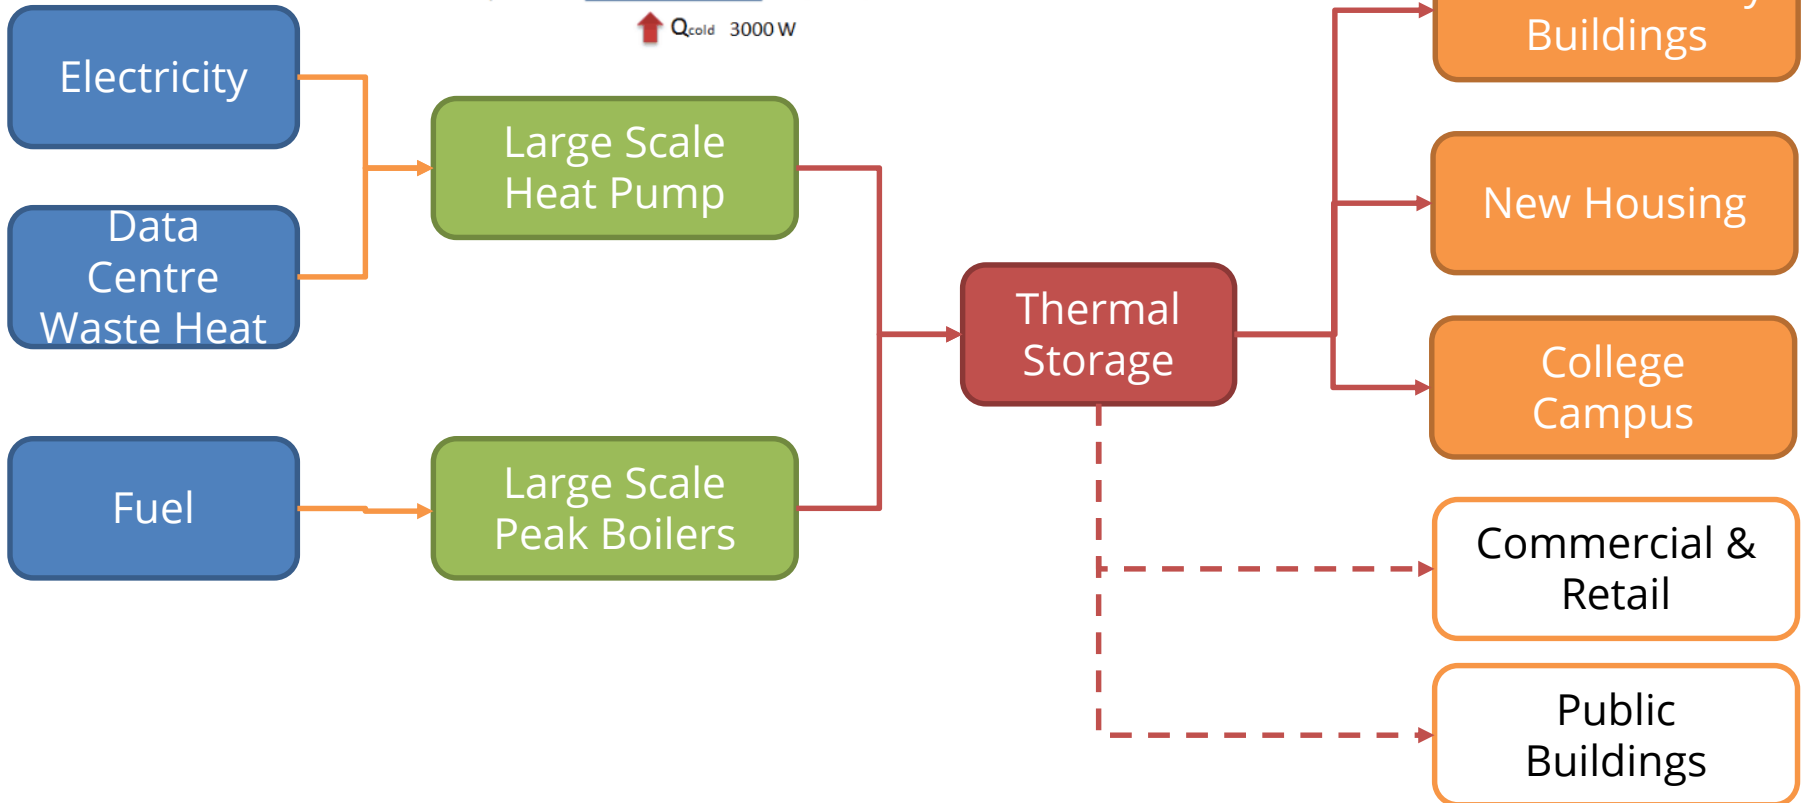 Qcold 3000 W
Buildings
Electricity
Large Scale
Heat Pump
New Housing
Data
Centre
Waste Heat
Thermal
Storage
College
Campus
Fuel
Large Scale
Peak Boilers
Commercial &
Retail
Public
Buildings